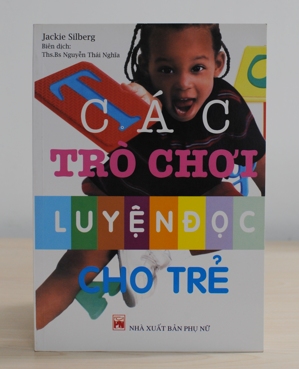 Jackie Silberg
Biên dịch:
Ths.Bs Nguyễn Thái Nghĩa
CÁC
TRÒ CHƠI
LUYỆN ĐỌC
CHO TRẺ
NHÀ XUẤT BẢN PHỤ NỮ